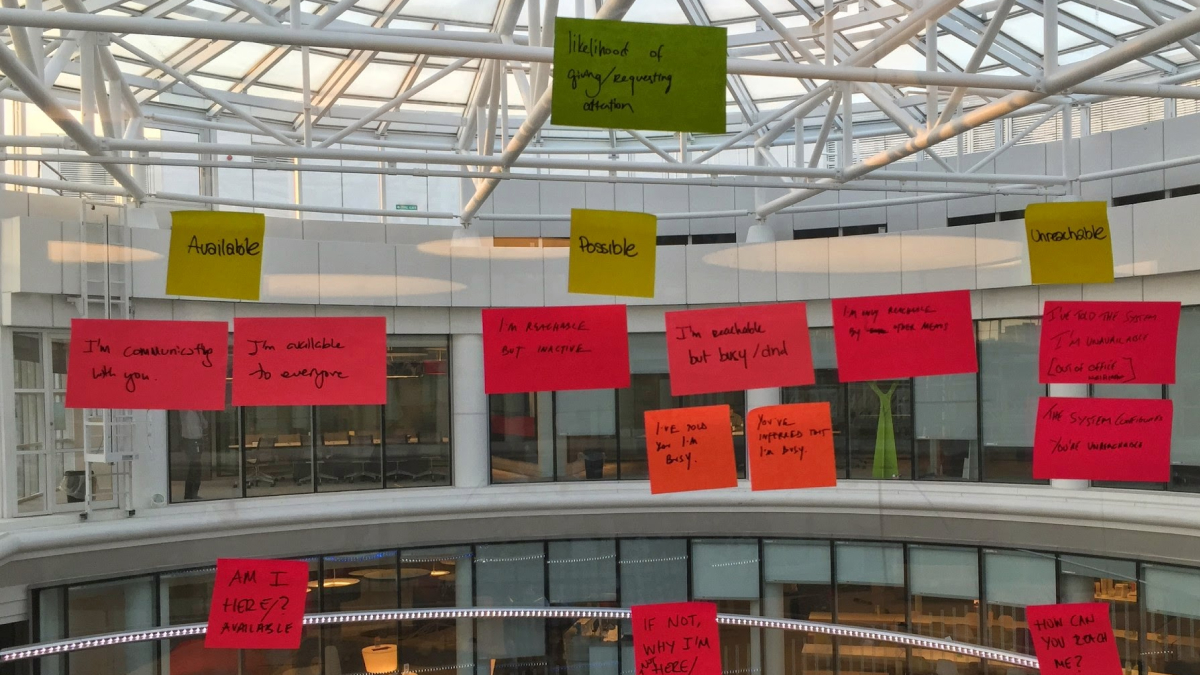 likelihood of
giving/requesting
attention
Available
Possible
Unreachable
I'm communicating
with you.
I'm available
to everyone
I'm REACHABLE
BUT INACTIVE
I'm reachable
but busy/dnd
I'm only REACHABLE
By OTHER MEANS
I'VE TOLD THE SYSTEM
I'M UNAVAILABLE
[OUT OF OFFICE
I'VE TOLD
YOU I'M
BUSY.
YOU'VE
INFERRED THAT
I'M BUSY.
THE SYSTEM CONFIRMS
YOU'RE UNREACHABLE
AM I
HERE/?
AVAILABLE
IF NOT,
WHY I'M
NOT HERE/
HOW CAN
YOU REACH
ME?